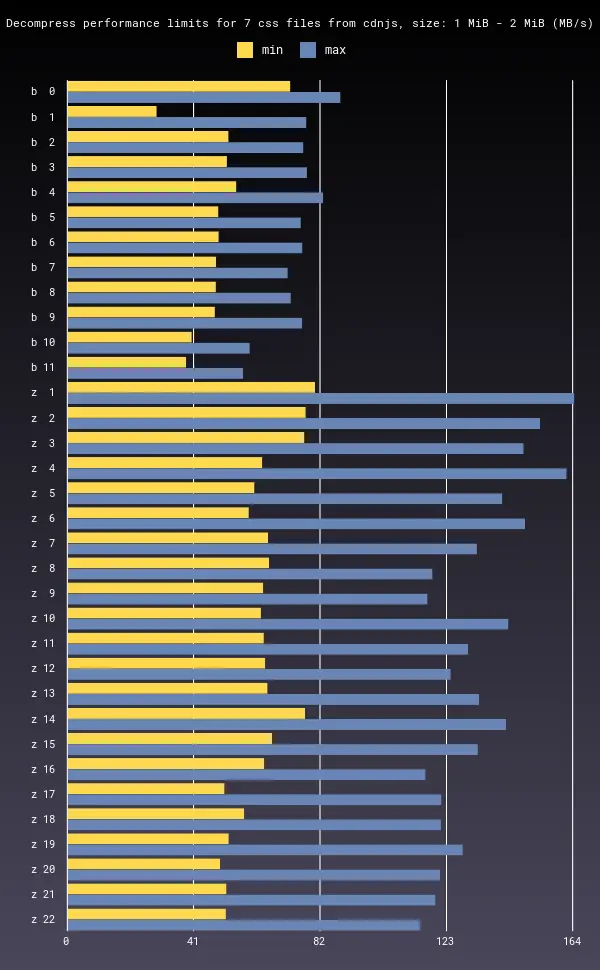 Decompress performance limits for 7 css files from cdnjs, size: 1 MiB - 2 MiB (MB/s)
min max
b 0
b 1
b 2
b 3
b 4
b 5
b 6
b 7
b 8
b 9
b 10
b 11
z 1
z 2
z 3
z 4
z 5
z 6
z 7
z 8
z 9
z 10
z 11
z 12
z 13
z 14
z 15
z 16
z 17
z 18
z 19
z 20
z 21
z 22
0 41 82 123 164